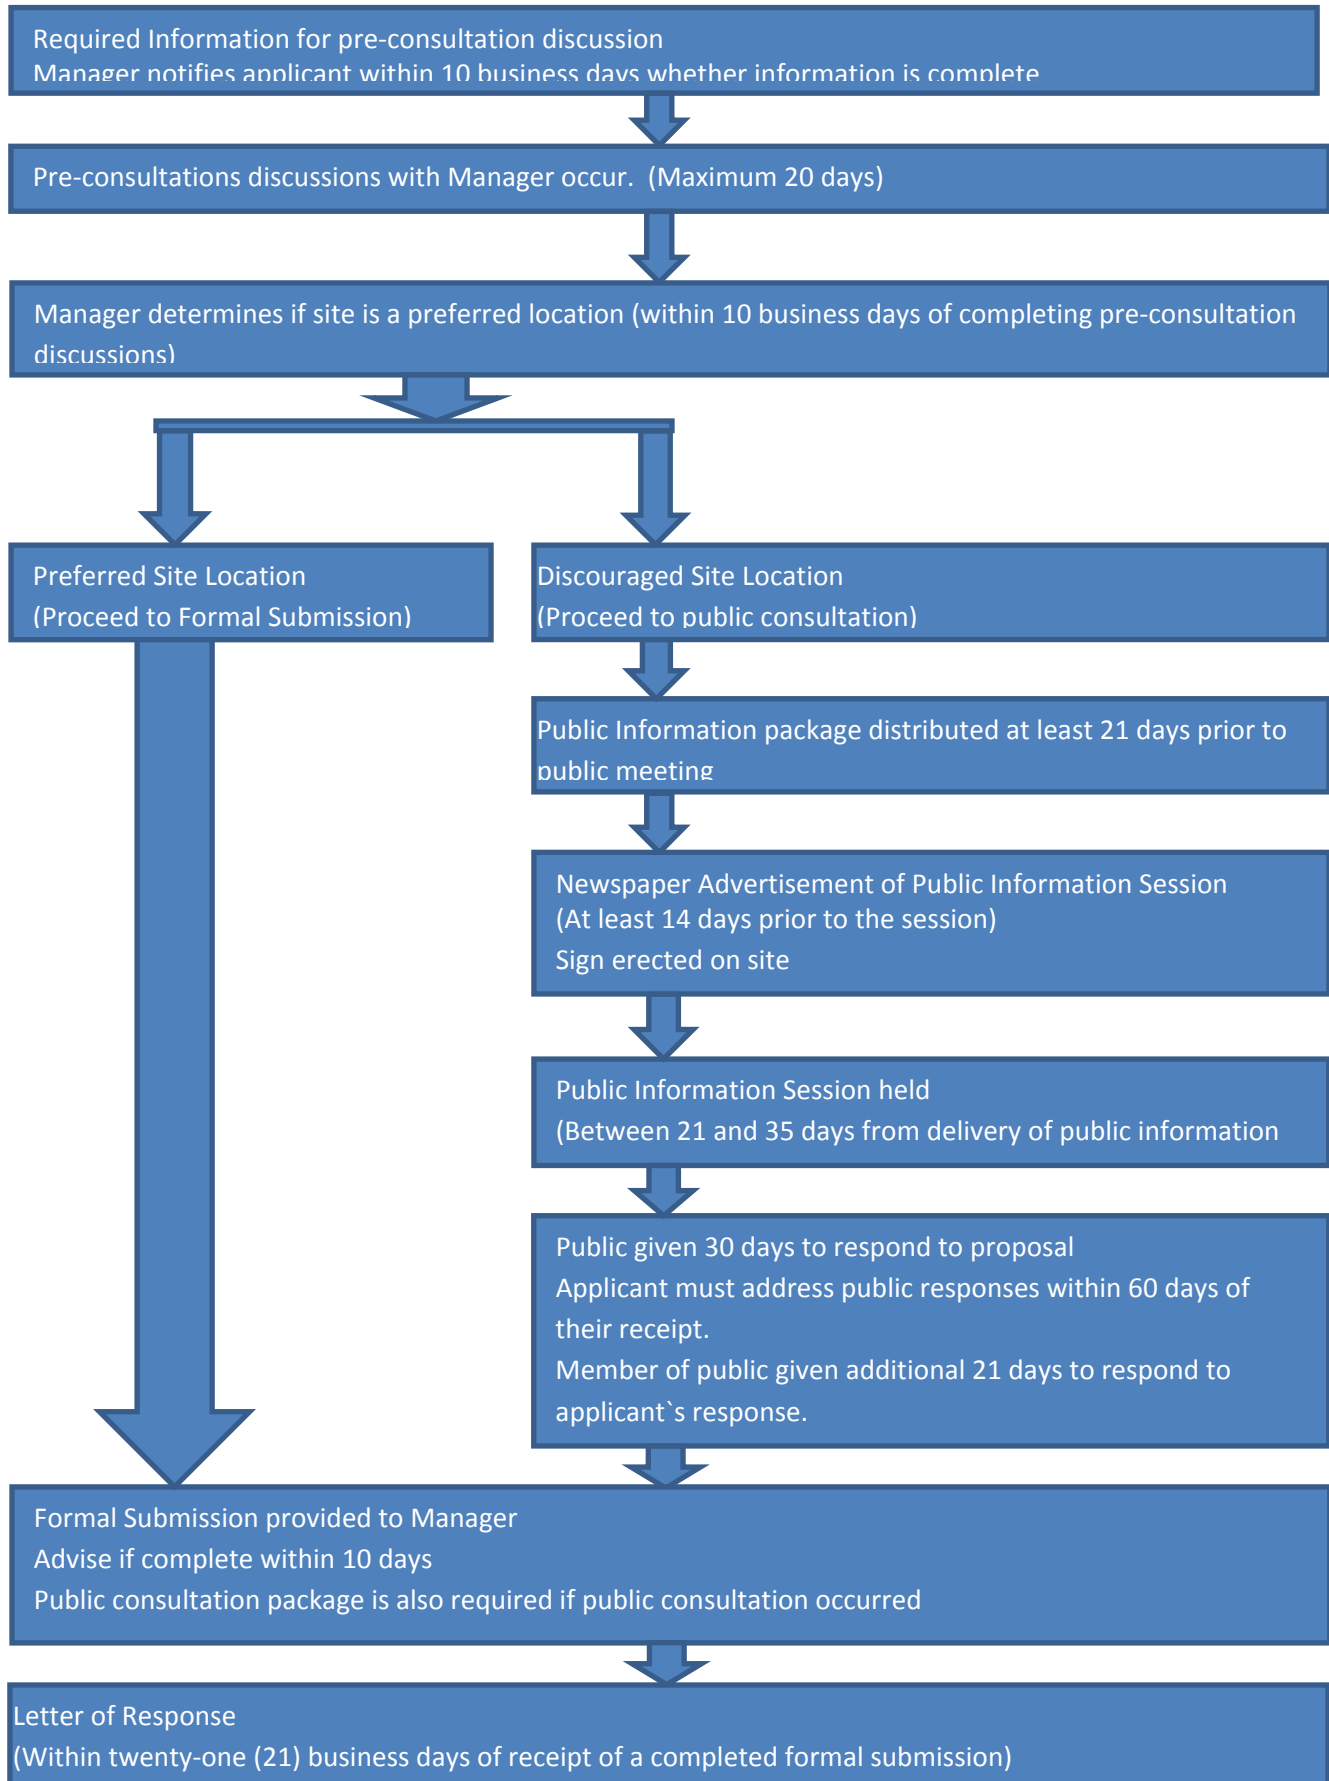 Required Information for pre-consultation discussion
Manager notifies applicant within 10 business days whether information is complete
Pre-consultations discussions with Manager occur.  (Maximum 20 days)
Manager determines if site is a preferred location (within 10 business days of completing pre-consultation
discussions)
Preferred Site Location
(Proceed to Formal Submission)
Discouraged Site Location
(Proceed to public consultation)
Public Information package distributed at least 21 days prior to
public meeting
Newspaper Advertisement of Public Information Session
(At least 14 days prior to the session)
Sign erected on site
Public Information Session held
(Between 21 and 35 days from delivery of public information
Public given 30 days to respond to proposal
Applicant must address public responses within 60 days of
their receipt.
Member of public given additional 21 days to respond to
applicant`s response.
Formal Submission provided to Manager
Advise if complete within 10 days
Public consultation package is also required if public consultation occurred
Letter of Response
(Within twenty-one (21) business days of receipt of a completed formal submission)